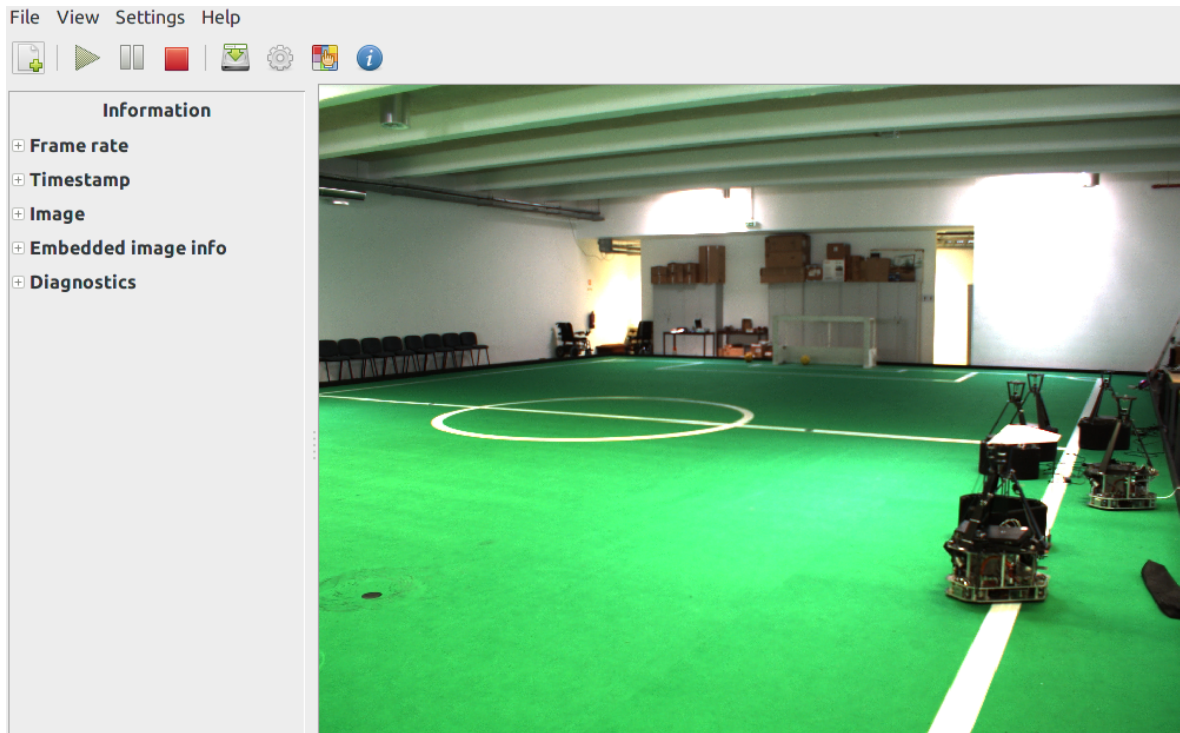 File View Settings Help
Information
Frame rate
Timestamp
Image
Embedded image info
Diagnostics